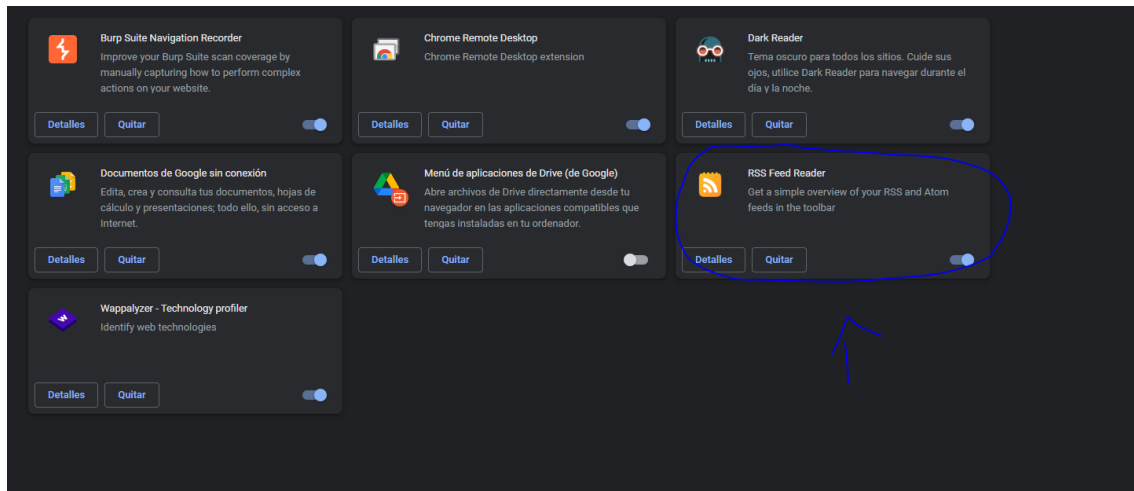 Burp Suite Navigation Recorder
Improve your Burp Suite scan coverage by
manually capturing how to perform complex
actions on your website.
Detalles
Quitar
Chrome Remote Desktop
Chrome Remote Desktop extension
Detalles
Quitar
Dark Reader
Tema oscuro para todos los sitios. Cuide sus
ojos, utilice Dark Reader para navegar durante el
día y la noche.
Detalles
Quitar
Documentos de Google sin conexión
Edita, crea y consulta tus documentos, hojas de
cálculo y presentaciones; todo ello, sin acceso a
Internet.
Detalles
Quitar
Menú de aplicaciones de Drive (de Google)
Abre archivos de Drive directamente desde tu
navegador en las aplicaciones compatibles que
tengas instaladas en tu ordenador.
Detalles
Quitar
RSS Feed Reader
Get a simple overview of your RSS and Atom
feeds in the toolbar
Detalles
Quitar
Wappalyzer - Technology profiler
Identify web technologies
Detalles
Quitar